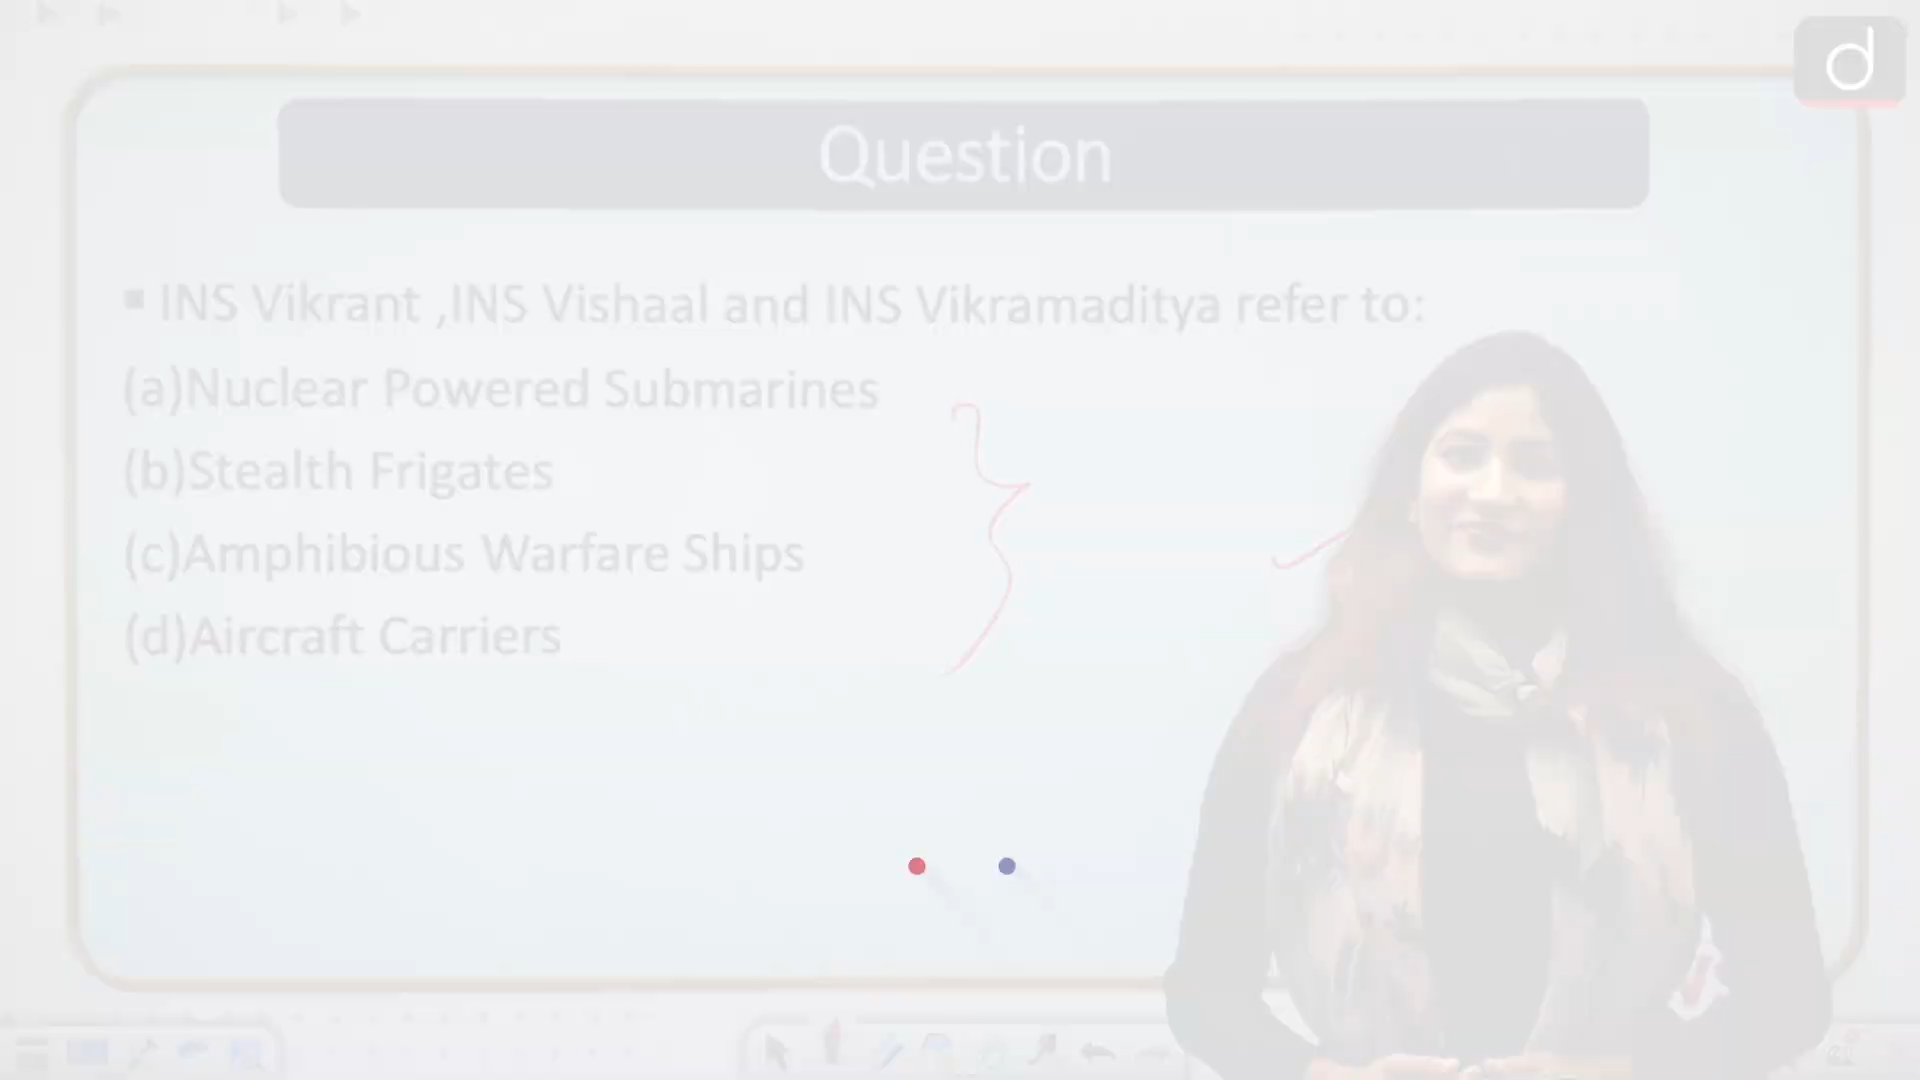 d
Question
▪ INS Vikrant ,INS Vishaal and INS Vikramaditya refer to:
(a)Nuclear Powered Submarines
(b)Stealth Frigates
(c)Amphibious Warfare Ships
(d)Aircraft Carriers